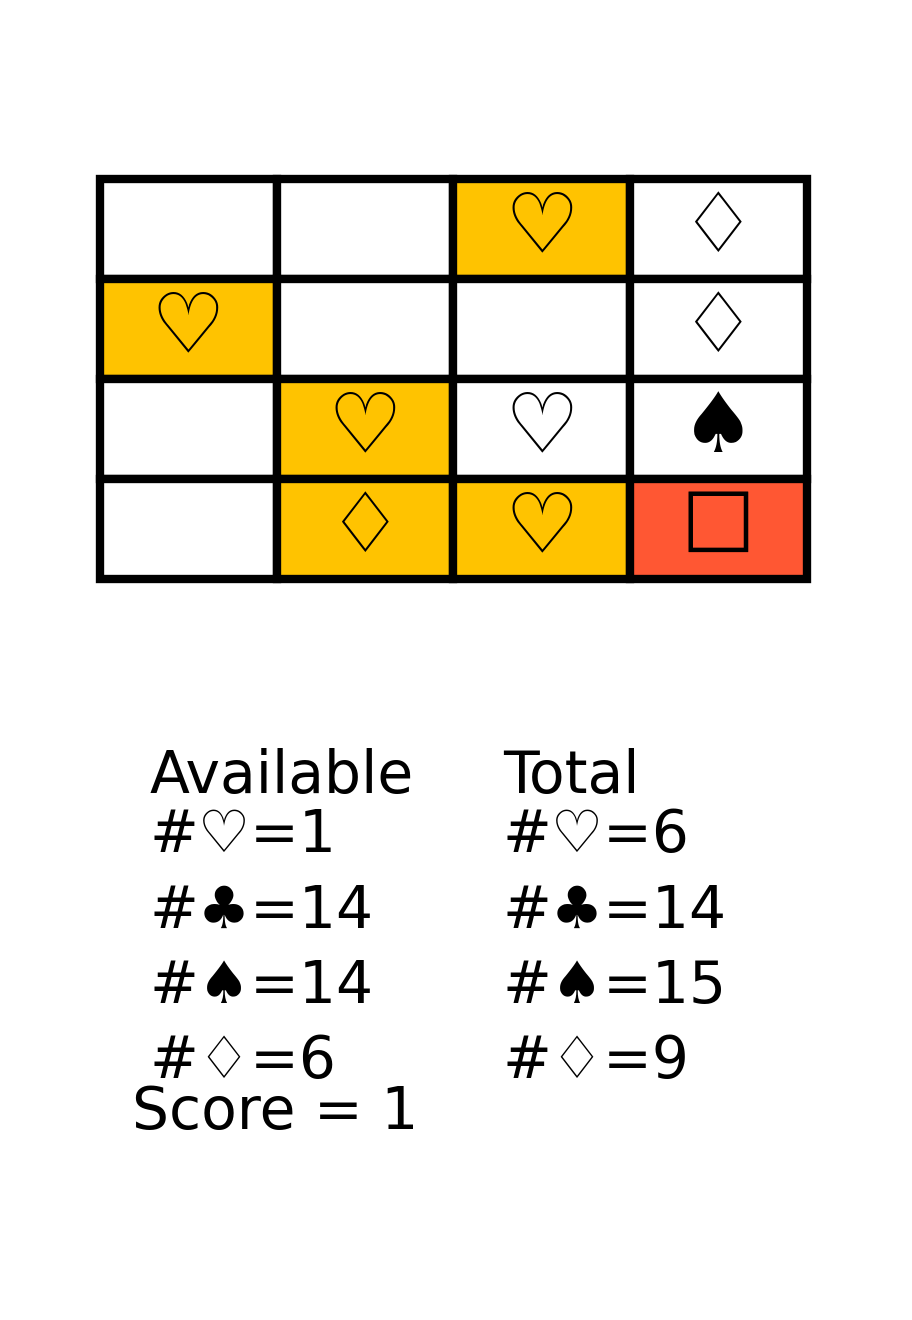 ♡ ♢
♡ ♢
♡ ♡ ♠
♢ ♡ □
Available Total
#♡=1 #♡=6
#♣=14 #♣=14
#♠=14 #♠=15
#♢=6 #♢=9
Score = 1